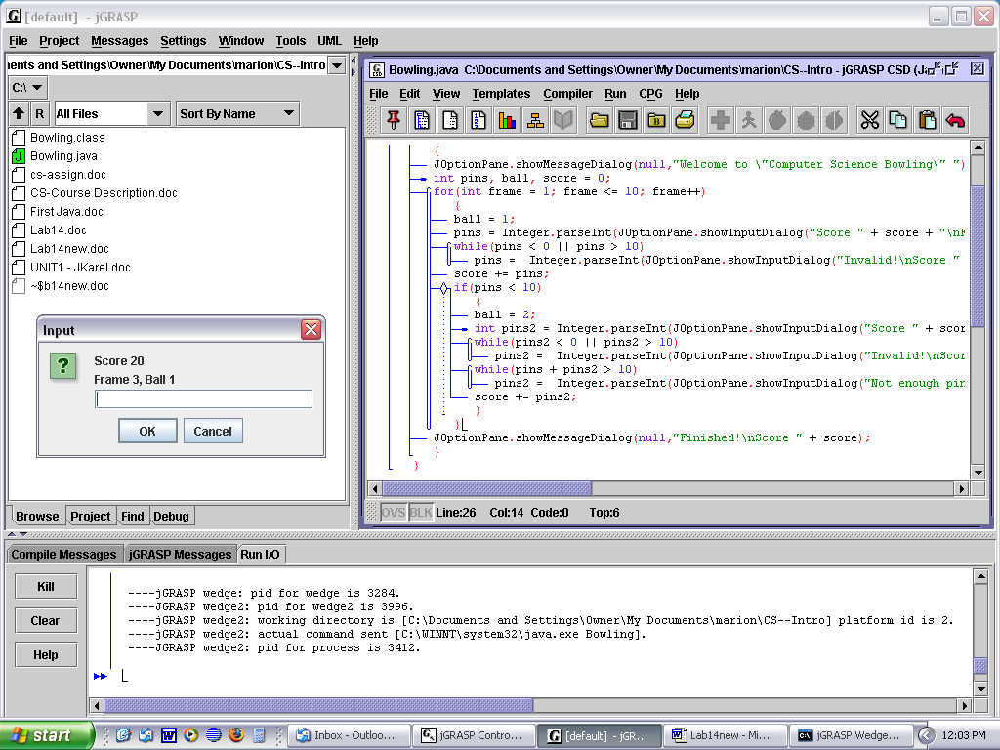 [default] - jGRASP
File Project Messages Settings Window Tools UML Help
ents and Settings\Owner\My Documents\marion\CS--Intro
C:\
R All Files Sort By Name
Bowling.class
Bowling.java
cs-assign.doc
CS-Course Description.doc
First Java.doc
Lab14.doc
Lab14new.doc
UNIT1 - JKarel.doc
~$b14new.doc
Input
Score 20
Frame 3, Ball 1
OK Cancel
Browse Project Find Debug
Bowling.java C:\Documents and Settings\Owner\My Documents\marion\CS--Intro - jGRASP CSD (Ja
File Edit View Templates Compiler Run CPG Help
{
JOptionPane.showMessageDialog(null,"Welcome to \"Computer Science Bowling\" ")
int pins, ball, score = 0;
for(int frame = 1; frame <= 10; frame++)
{
ball = 1;
pins = Integer.parseInt(JOptionPane.showInputDialog("Score " + score + "\nF
while(pins < 0 || pins > 10)
pins = Integer.parseInt(JOptionPane.showInputDialog("Invalid!\nScore "
score += pins;
if(pins < 10)
{
ball = 2;
int pins2 = Integer.parseInt(JOptionPane.showInputDialog("Score " + scor
while(pins2 < 0 || pins2 > 10)
pins2 = Integer.parseInt(JOptionPane.showInputDialog("Invalid!\nScor
while(pins + pins2 > 10)
pins2 = Integer.parseInt(JOptionPane.showInputDialog("Not enough pin
score += pins2;
}
}
JOptionPane.showMessageDialog(null,"Finished!\nScore " + score);
}
}
OVS BLK Line:26 Col:14 Code:0 Top:6
Compile Messages jGRASP Messages Run I/O
Kill
Clear
Help
----jGRASP wedge: pid for wedge is 3284.
----JGRASP wedge2: pid for wedge2 is 3996.
----jGRASP wedge2: working directory is [C:\Documents and Settings\Owner\My Documents\marion\CS--Intro] platform id is 2.
----jGRASP wedge2: actual command sent [C:\WINNT\system32\java.exe Bowling].
----JGRASP wedge2: pid for process is 3412.
start Inbox - Outloo... jGRASP Contro... [default] - jGR... Lab14new - Mi... jGRASP Wedge... 12:03 PM